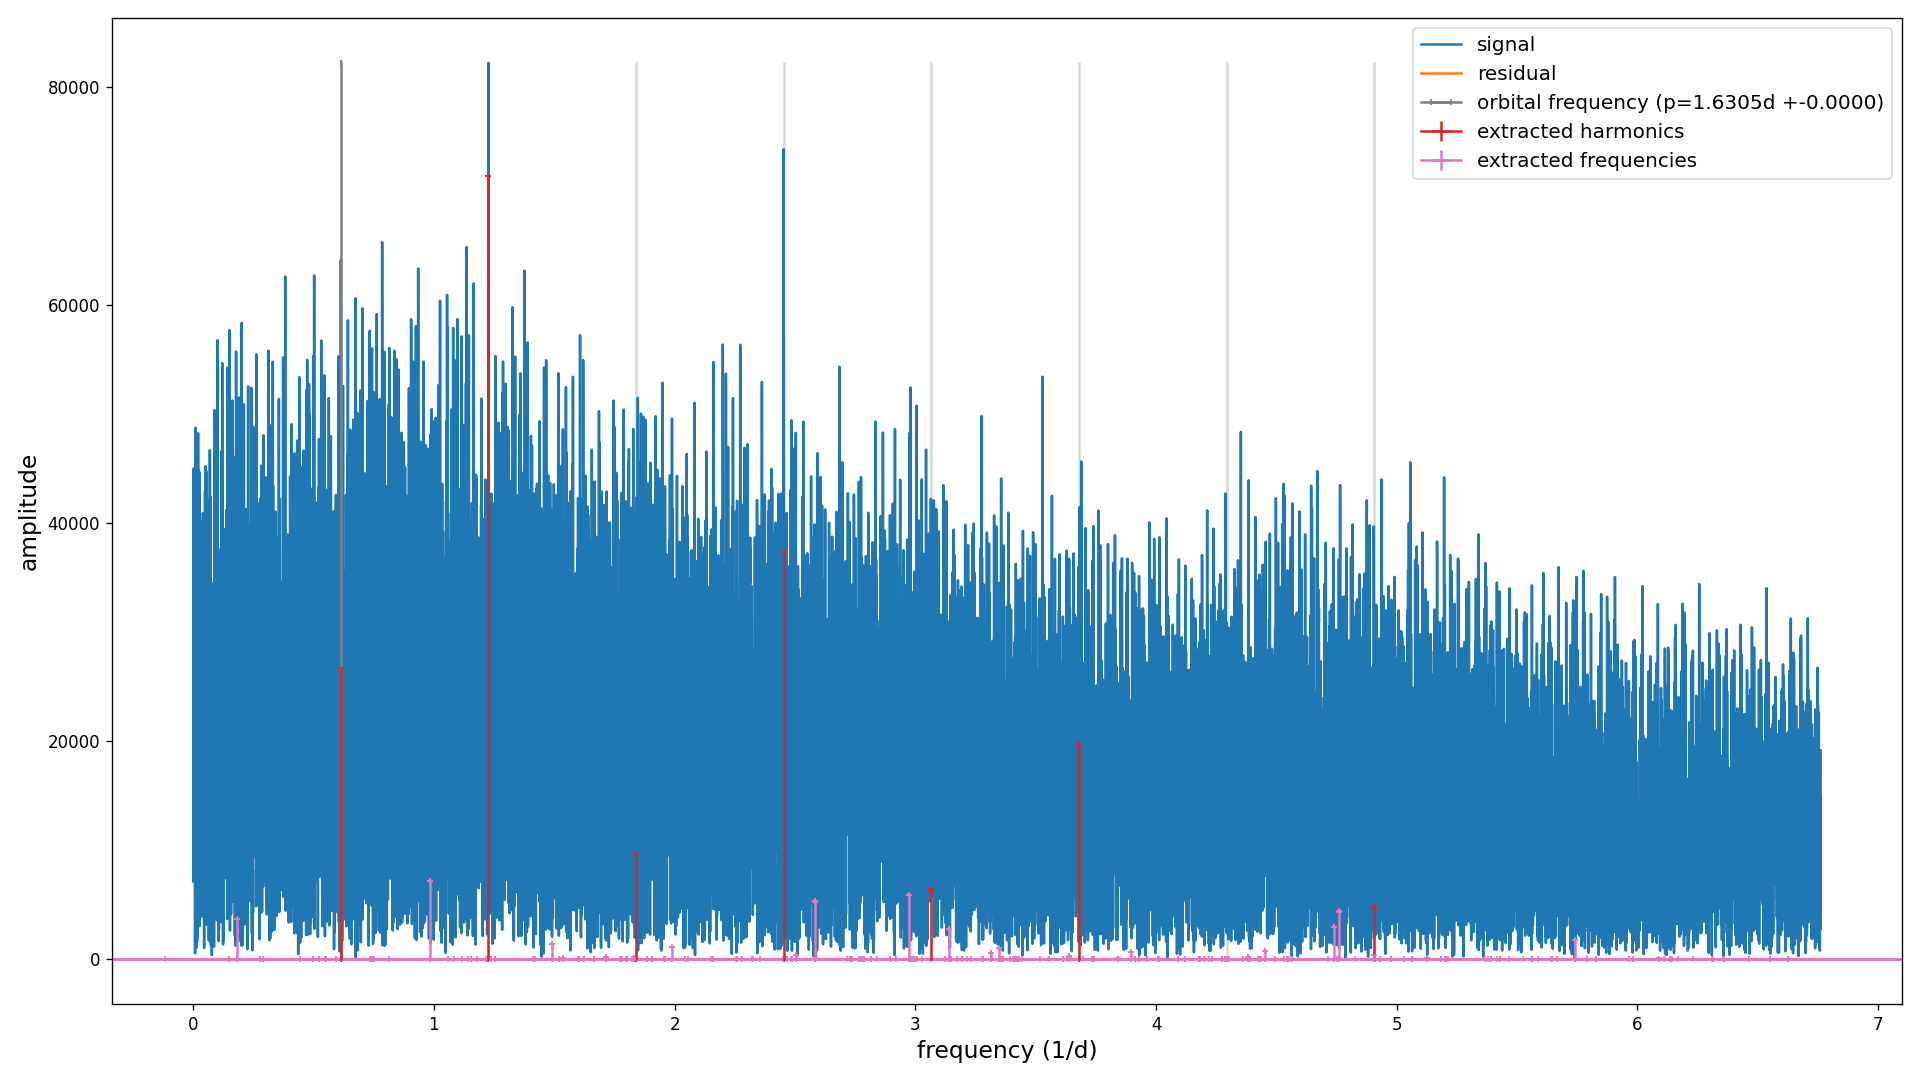 signal
residual
orbital frequency (p=1.6305d +-0.0000)
extracted harmonics
extracted frequencies
80000
60000
40000
20000
0
amplitude
0 1 2 3 4 5 6 7
frequency (1/d)